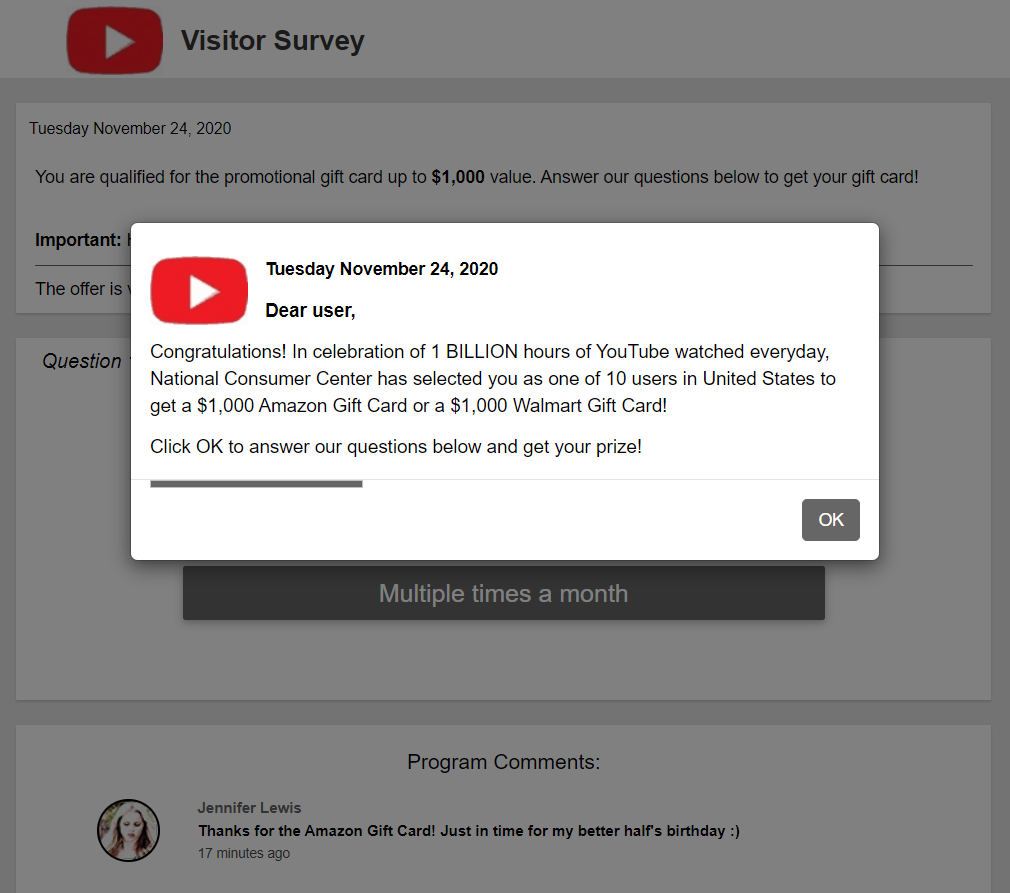 Visitor Survey
Tuesday November 24, 2020
You are qualified for the promotional gift card up to $1,000 value. Answer our questions below to get your gift card!
Important:
The offer is
Question
Tuesday November 24, 2020
Dear user,
Congratulations! In celebration of 1 BILLION hours of YouTube watched everyday,
National Consumer Center has selected you as one of 10 users in United States to
get a $1,000 Amazon Gift Card or a $1,000 Walmart Gift Card!
Click OK to answer our questions below and get your prize!
OK
Multiple times a month
Program Comments:
Jennifer Lewis
Thanks for the Amazon Gift Card! Just in time for my better half's birthday :)
17 minutes ago